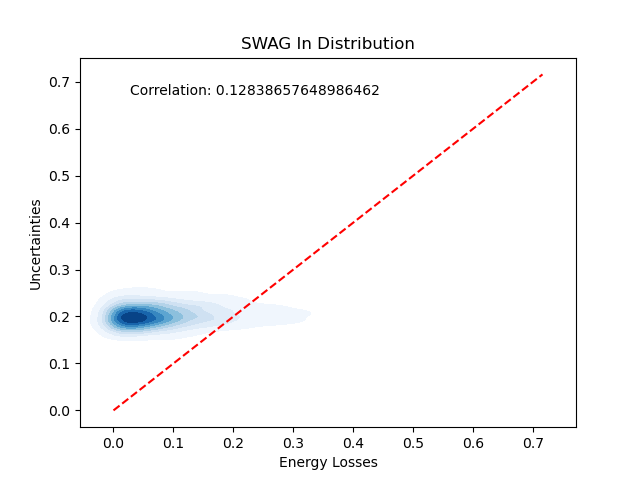 SWAG In Distribution
Correlation: 0.12838657648986462
Uncertainties
0.7
0.6
0.5
0.4
0.3
0.2
0.1
0.0
0.0 0.1 0.2 0.3 0.4 0.5 0.6 0.7
Energy Losses